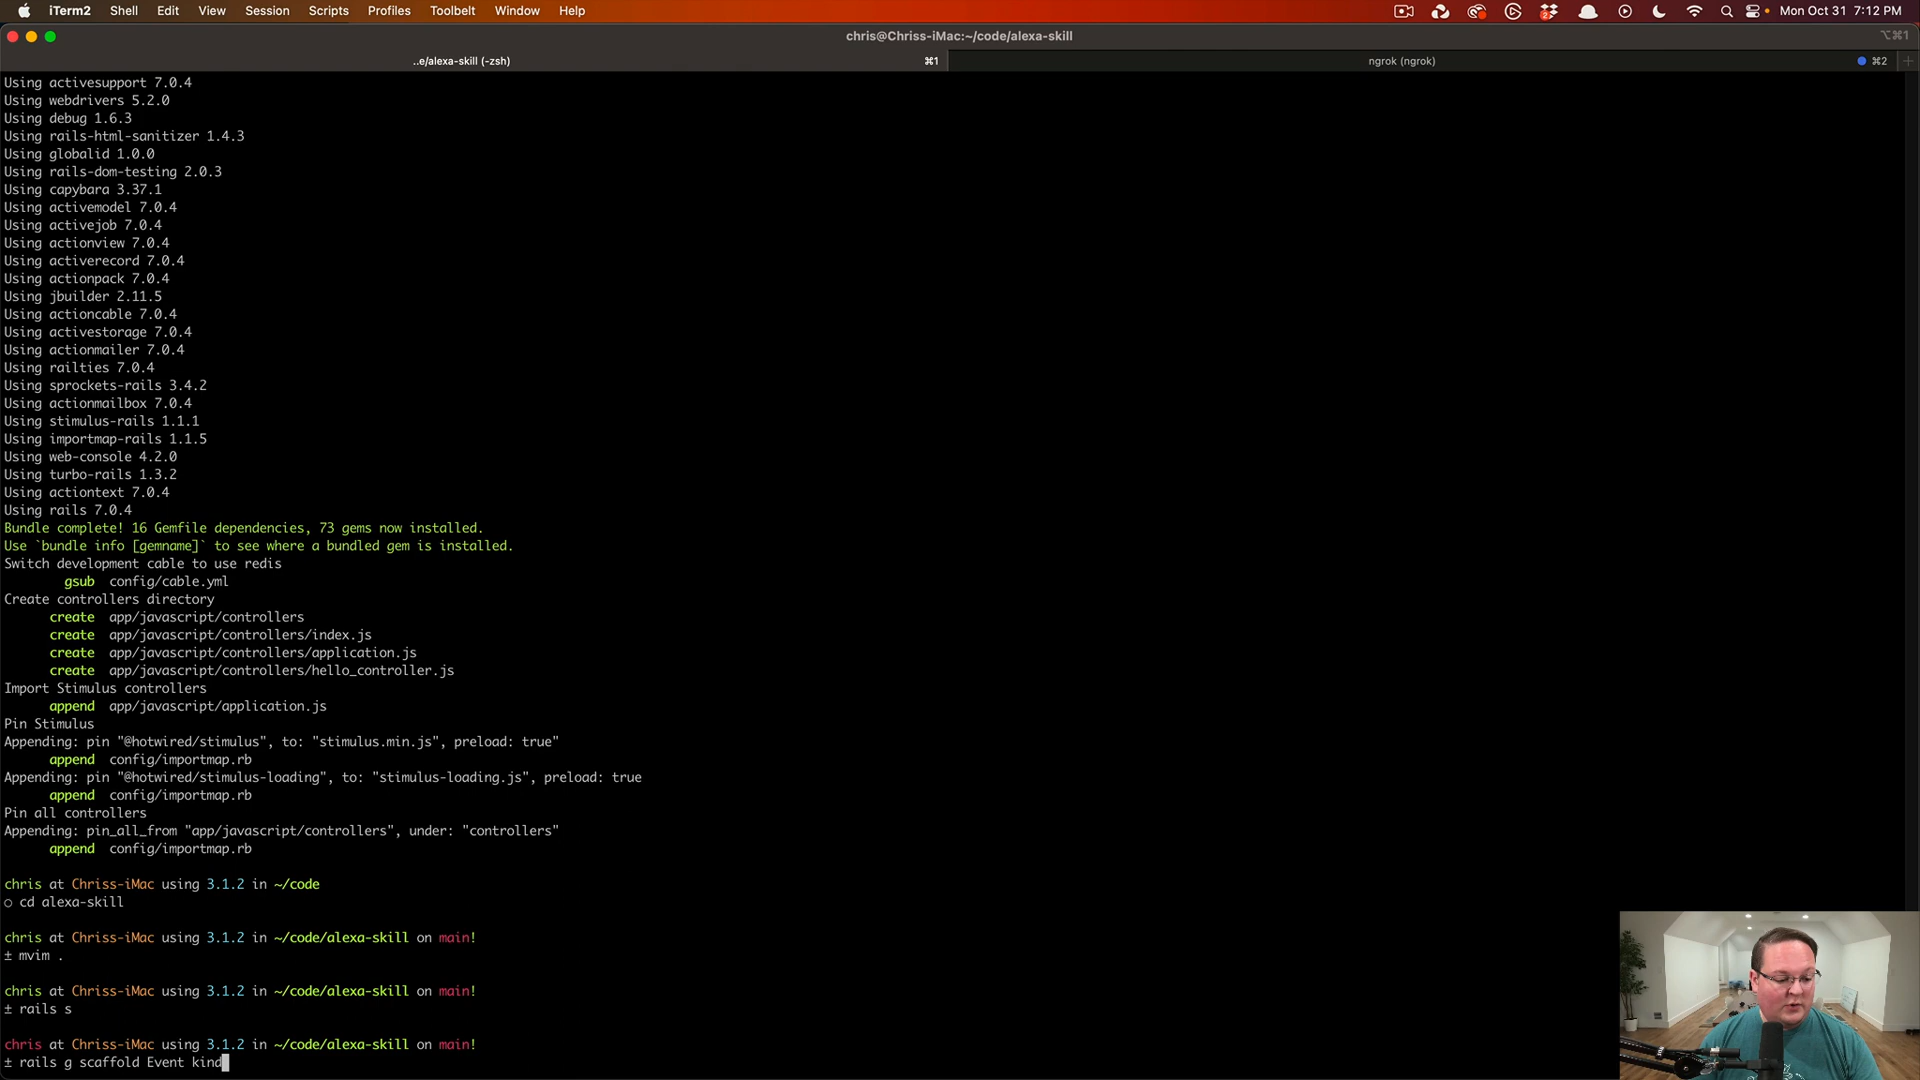 iTerm2 Shell Edit View Session Scripts Profiles Toolbelt Window Help Mon Oct 31 7:12 PM
chris@Chriss-iMac:~/code/alexa-skill ⌥⌘1
..e/alexa-skill (-zsh) ⌘1 ngrok (ngrok) ⌘2
Using activesupport 7.0.4
Using webdrivers 5.2.0
Using debug 1.6.3
Using rails-html-sanitizer 1.4.3
Using globalid 1.0.0
Using rails-dom-testing 2.0.3
Using capybara 3.37.1
Using activemodel 7.0.4
Using activejob 7.0.4
Using actionview 7.0.4
Using activerecord 7.0.4
Using actionpack 7.0.4
Using jbuilder 2.11.5
Using actioncable 7.0.4
Using activestorage 7.0.4
Using actionmailer 7.0.4
Using railties 7.0.4
Using sprockets-rails 3.4.2
Using actionmailbox 7.0.4
Using stimulus-rails 1.1.1
Using importmap-rails 1.1.5
Using web-console 4.2.0
Using turbo-rails 1.3.2
Using actiontext 7.0.4
Using rails 7.0.4
Bundle complete! 16 Gemfile dependencies, 73 gems now installed.
Use `bundle info [gemname]` to see where a bundled gem is installed.
Switch development cable to use redis
gsub config/cable.yml
Create controllers directory
create app/javascript/controllers
create app/javascript/controllers/index.js
create app/javascript/controllers/application.js
create app/javascript/controllers/hello_controller.js
Import Stimulus controllers
append app/javascript/application.js
Pin Stimulus
Appending: pin "@hotwired/stimulus", to: "stimulus.min.js", preload: true"
append config/importmap.rb
Appending: pin "@hotwired/stimulus-loading", to: "stimulus-loading.js", preload: true
append config/importmap.rb
Pin all controllers
Appending: pin_all_from "app/javascript/controllers", under: "controllers"
append config/importmap.rb
chris at Chriss-iMac using 3.1.2 in ~/code
○ cd alexa-skill
chris at Chriss-iMac using 3.1.2 in ~/code/alexa-skill on main!
± mvim .
chris at Chriss-iMac using 3.1.2 in ~/code/alexa-skill on main!
± rails s
chris at Chriss-iMac using 3.1.2 in ~/code/alexa-skill on main!
± rails g scaffold Event kind